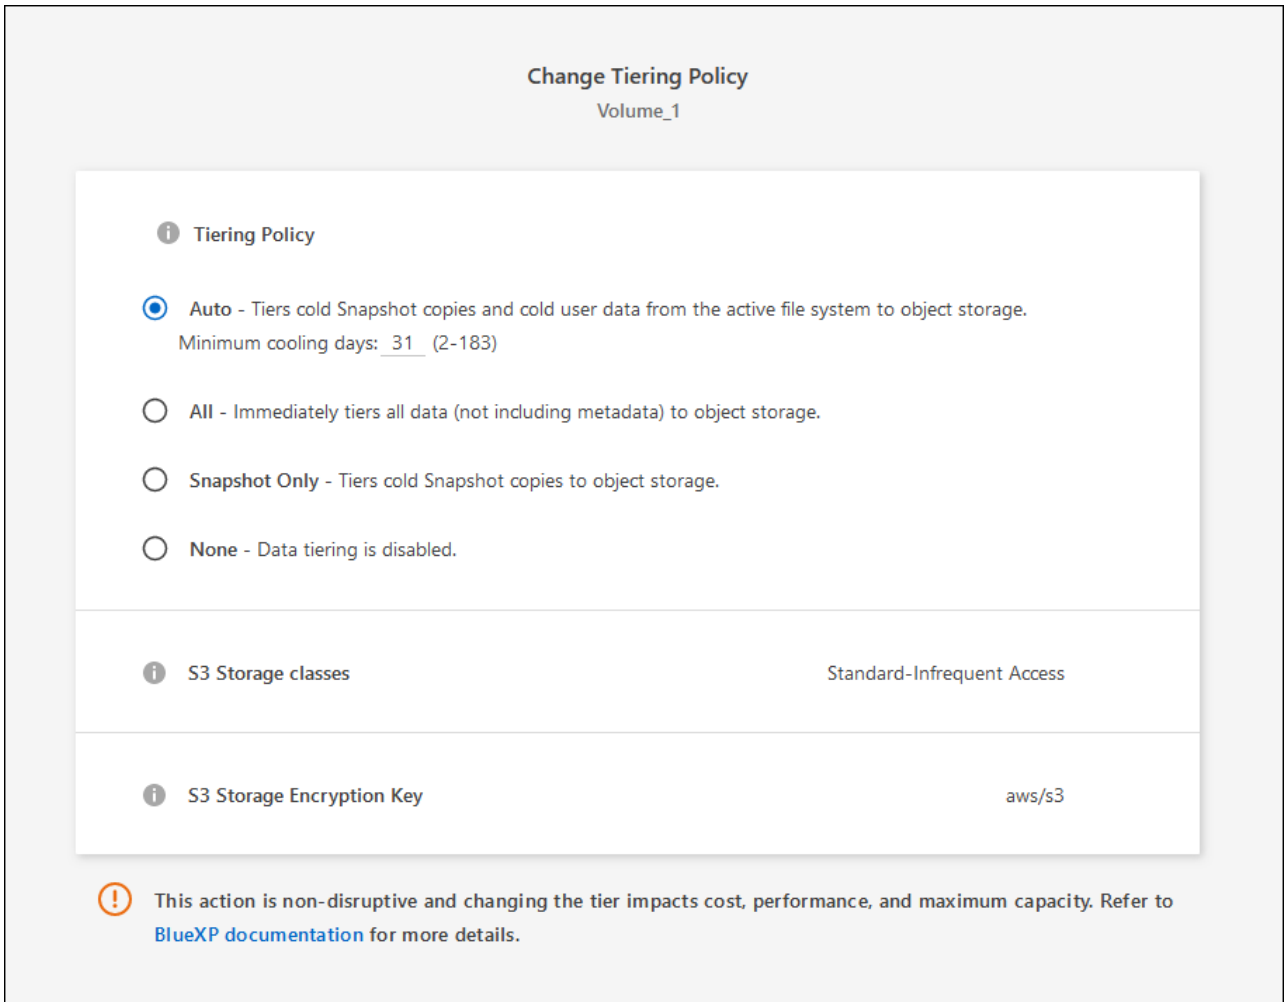 Change Tiering Policy
Volume_1
Tiering Policy
Auto - Tiers cold Snapshot copies and cold user data from the active file system to object storage.
Minimum cooling days: 31 (2-183)
All - Immediately tiers all data (not including metadata) to object storage.
Snapshot Only - Tiers cold Snapshot copies to object storage.
None - Data tiering is disabled.
S3 Storage classes Standard-Infrequent Access
S3 Storage Encryption Key aws/s3
This action is non-disruptive and changing the tier impacts cost, performance, and maximum capacity. Refer to
BlueXP documentation for more details.